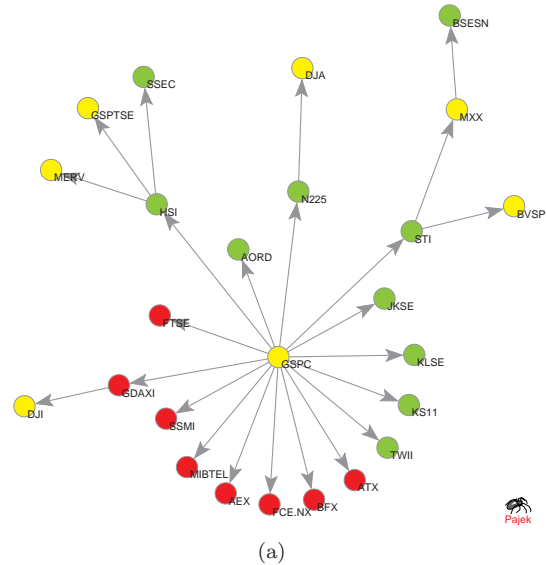 BSESN
DJA
SSEC
GSPTSE
MXX
MERV
HSI
N225
BVSP
STI
AORD
JKSE
FTSE
GSPC
KLSE
GDAXI
DJI
KS11
SSMI
TWII
MIBTEL
ATX
AEX
FCE.NX
BFX
Pajek
(a)